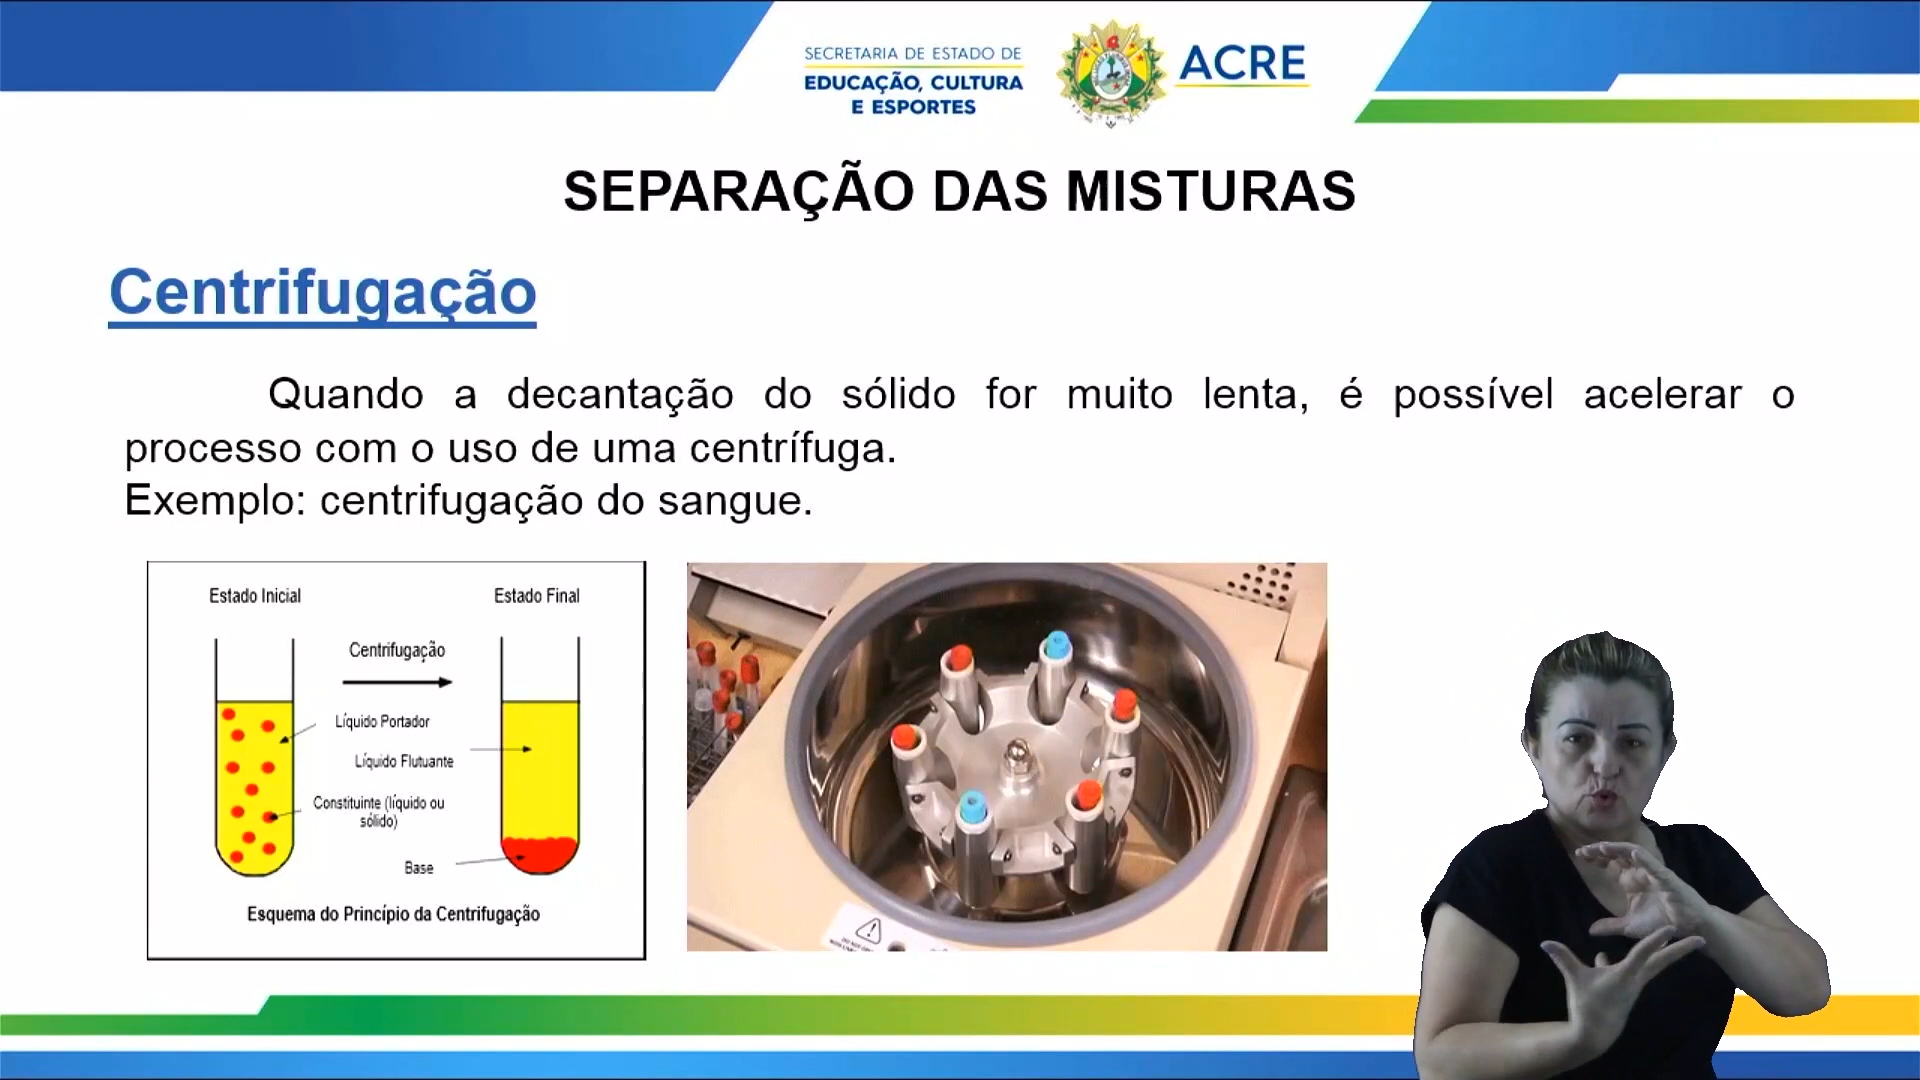 SECRETARIA DE ESTADO DE
EDUCAÇÃO, CULTURA
E ESPORTES
ACRE
SEPARAÇÃO DAS MISTURAS
Centrifugação
Quando a decantação do sólido for muito lenta, é possível acelerar o
processo com o uso de uma centrífuga.
Exemplo: centrifugação do sangue.
Estado Inicial
Estado Final
Centrifugação
Líquido Portador
Líquido Flutuante
Constituinte (líquido ou
sólido)
Base
Esquema do Princípio da Centrifugação